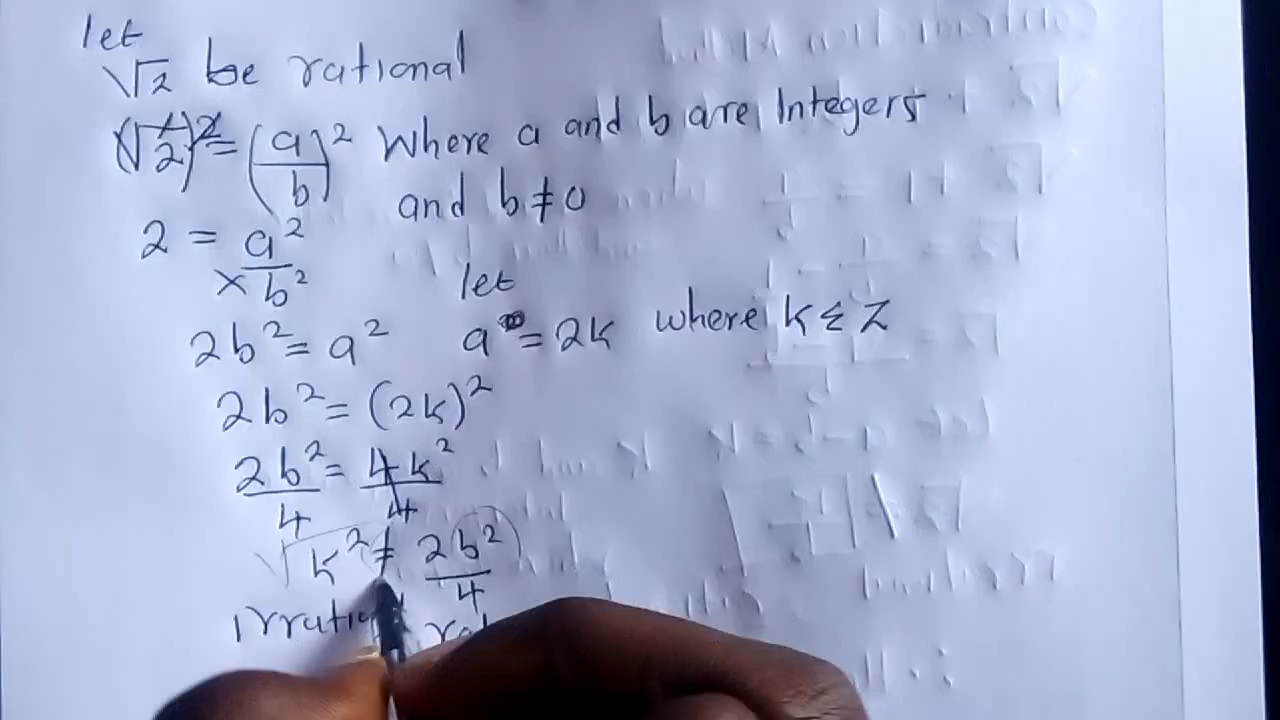 let
√2 be rational
(√2)² = (a/b)² Where a and b are Integers
and b ≠ 0
2 = a²/b²
×
let
2b² = a² a = 2k where k ∈ Z
2b² = (2k)²
2b²/4 = 4k²/4
√k² ≠ 2b²/4